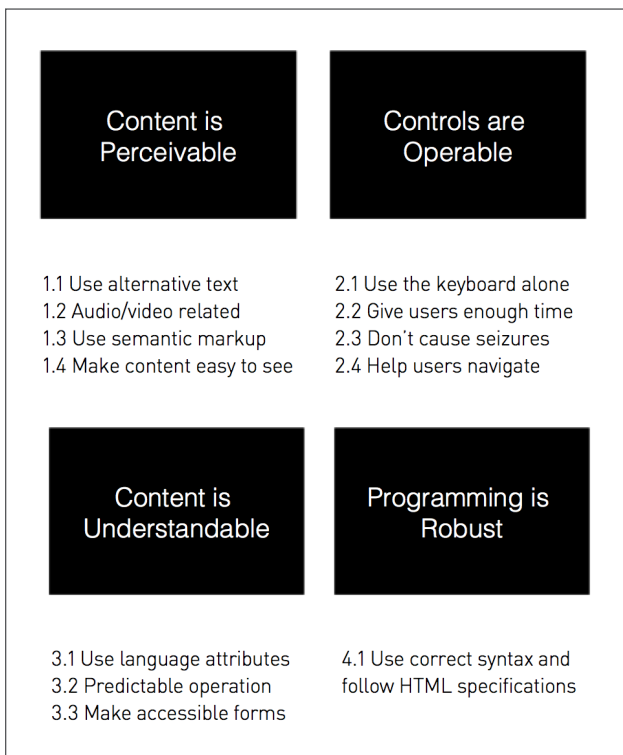 Content is
Perceivable
Controls are
Operable
1.1 Use alternative text
1.2 Audio/video related
1.3 Use semantic markup
1.4 Make content easy to see
2.1 Use the keyboard alone
2.2 Give users enough time
2.3 Don't cause seizures
2.4 Help users navigate
Content is
Understandable
Programming is
Robust
3.1 Use language attributes
3.2 Predictable operation
3.3 Make accessible forms
4.1 Use correct syntax and
follow HTML specifications